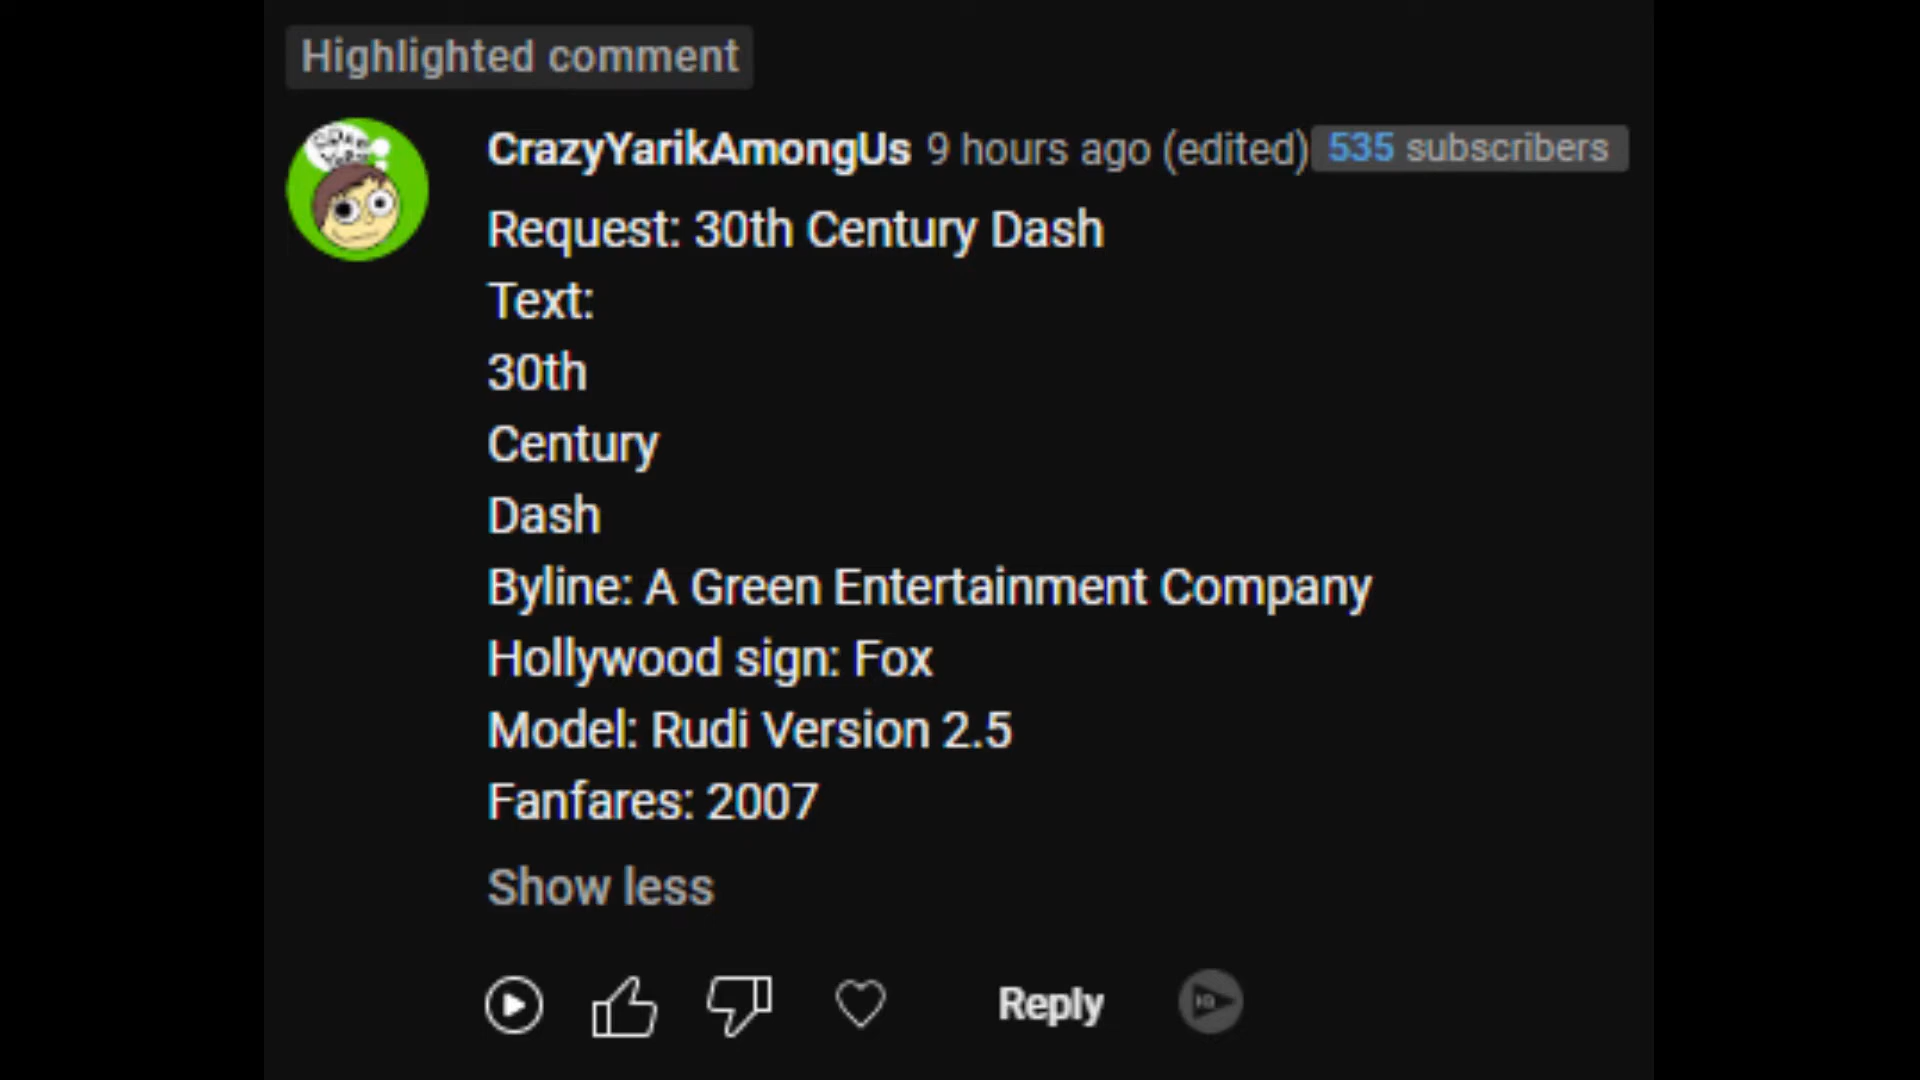 Highlighted comment
CrazyYarikAmongUs 9 hours ago (edited) 535 subscribers
Request: 30th Century Dash
Text:
30th
Century
Dash
Byline: A Green Entertainment Company
Hollywood sign: Fox
Model: Rudi Version 2.5
Fanfares: 2007
Show less
Reply